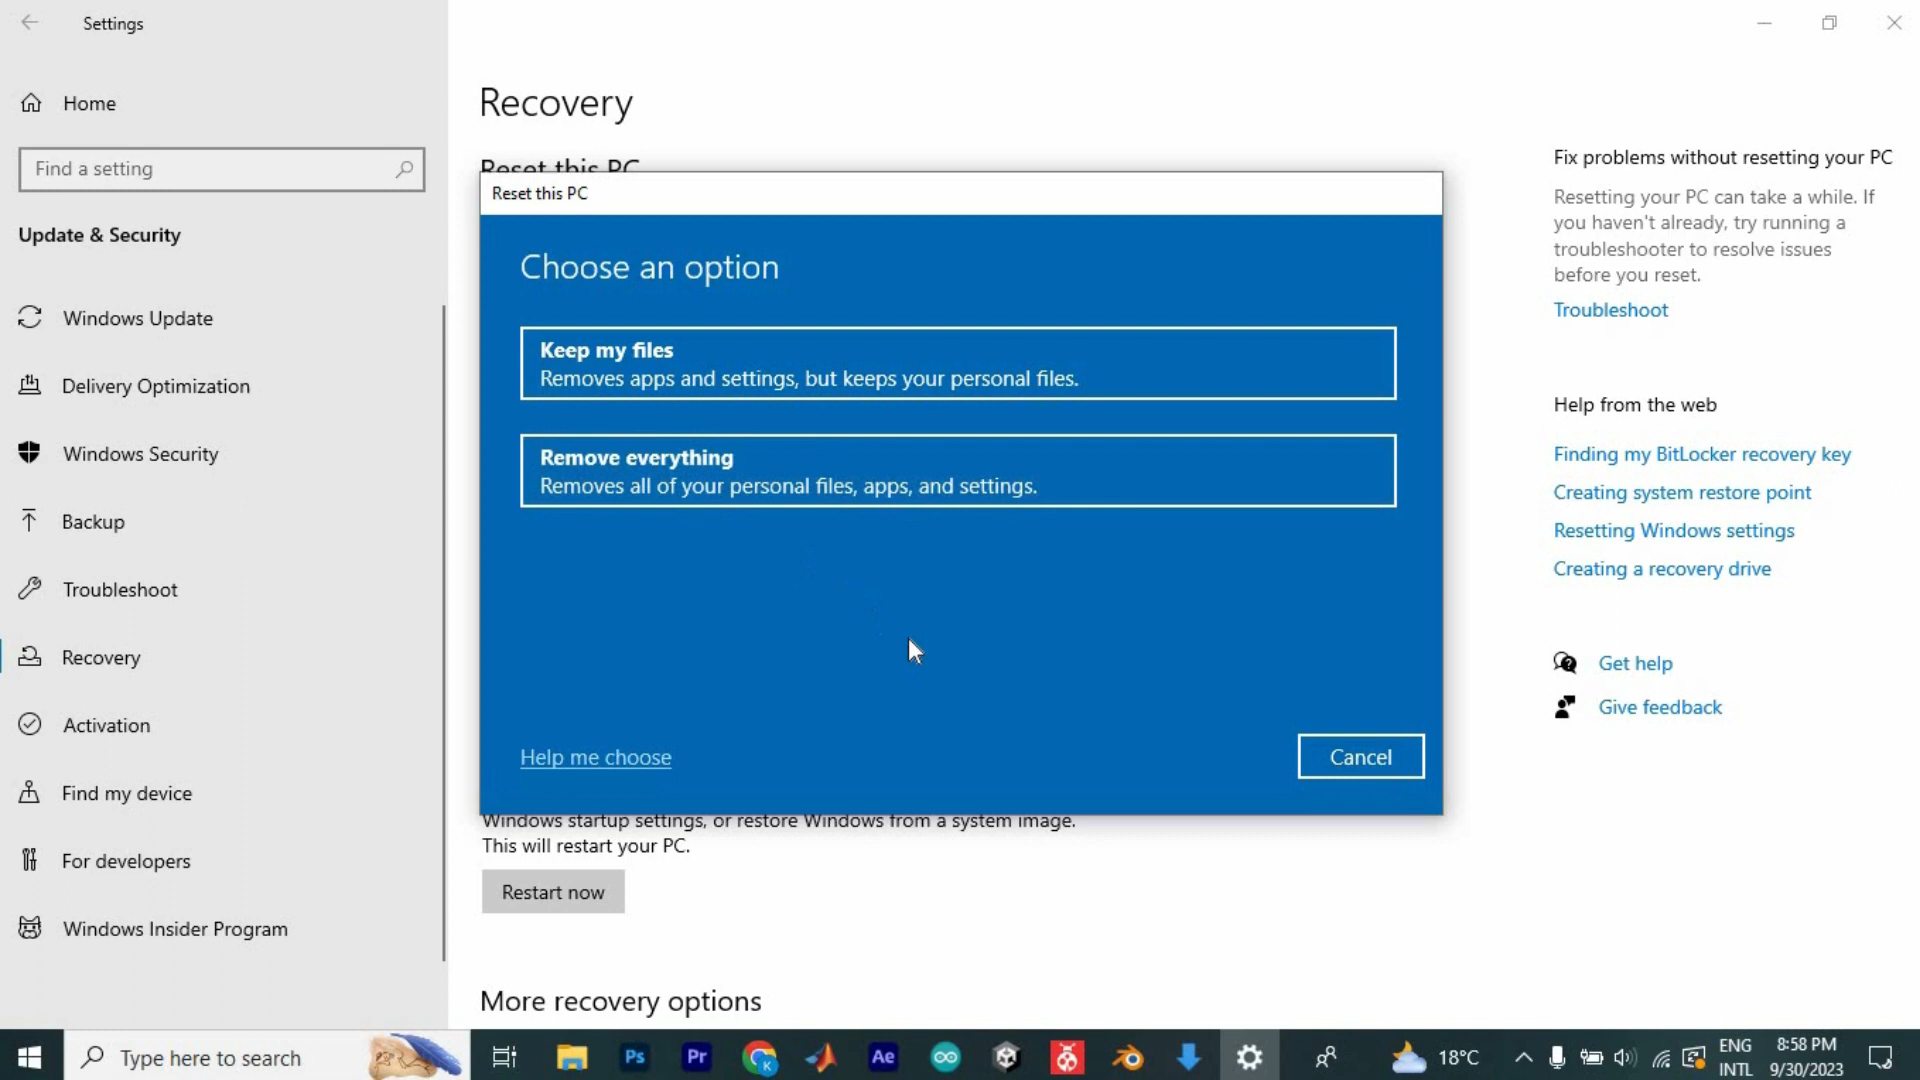 Settings
Home
Find a setting
Update & Security
Windows Update
Delivery Optimization
Windows Security
Backup
Troubleshoot
Recovery
Activation
Find my device
For developers
Windows Insider Program
Recovery
Reset this PC
Reset this PC
Choose an option
Keep my files
Removes apps and settings, but keeps your personal files.
Remove everything
Removes all of your personal files, apps, and settings.
Help me choose
Cancel
Windows startup settings, or restore Windows from a system image.
This will restart your PC.
Restart now
More recovery options
Fix problems without resetting your PC
Resetting your PC can take a while. If
you haven't already, try running a
troubleshooter to resolve issues
before you reset.
Troubleshoot
Help from the web
Finding my BitLocker recovery key
Creating system restore point
Resetting Windows settings
Creating a recovery drive
Get help
Give feedback
Type here to search
Ps
Pr
K
Ae
18°C
ENG
INTL
8:58 PM
9/30/2023